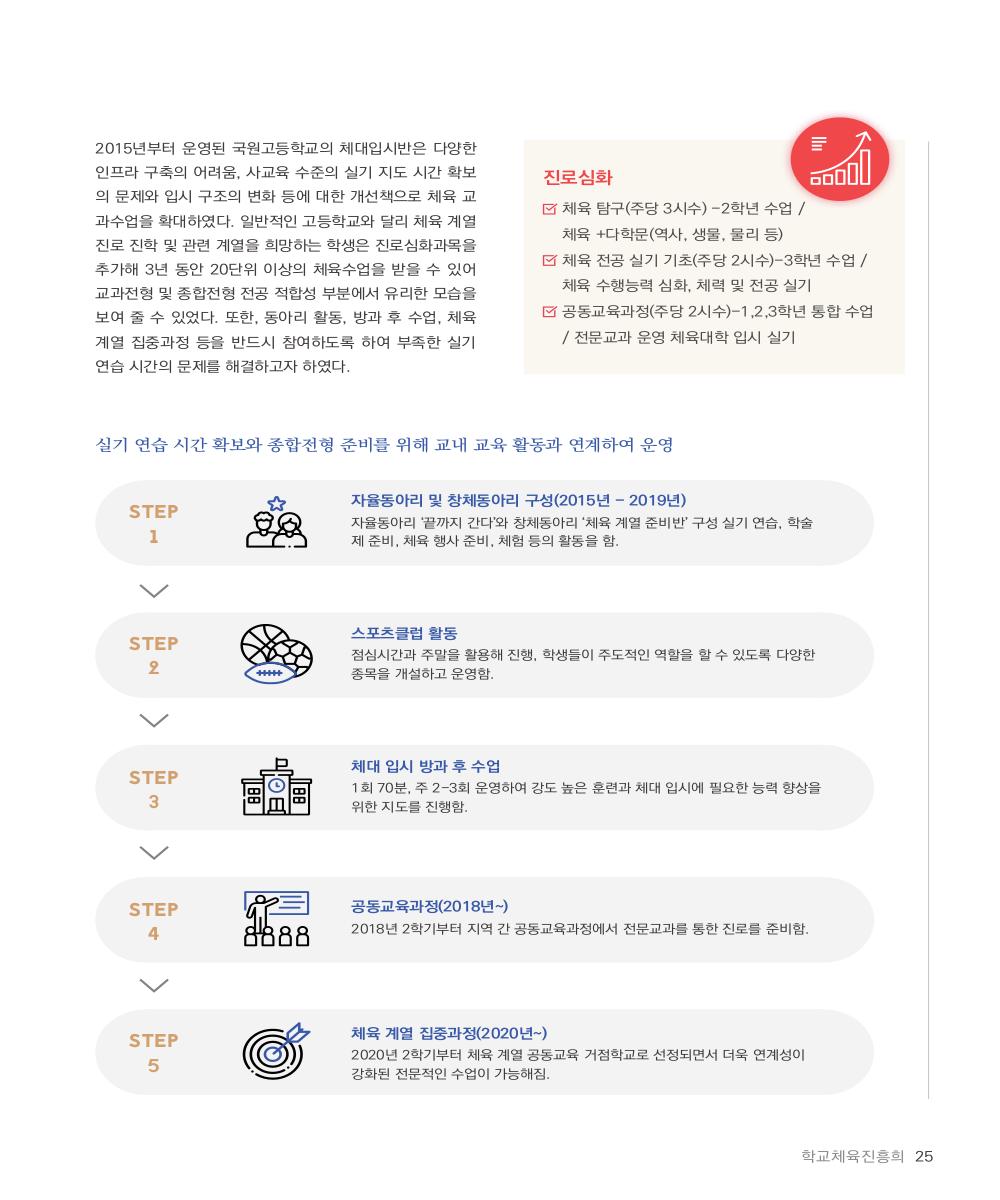 2015년부터 운영된 국원고등학교의 체대입시반은 다양한
인프라 구축의 어려움, 사교육 수준의 실기 지도 시간 확보
의 문제와 입시 구조의 변화 등에 대한 개선책으로 체육 교
과수업을 확대하였다. 일반적인 고등학교와 달리 체육 계열
진로 진학 및 관련 계열을 희망하는 학생은 진로심화과목을
추가해 3년 동안 20단위 이상의 체육수업을 받을 수 있어
교과전형 및 종합전형 전공 적합성 부분에서 유리한 모습을
보여 줄 수 있었다. 또한, 동아리 활동, 방과 후 수업, 체육
계열 집중과정 등을 반드시 참여하도록 하여 부족한 실기
연습 시간의 문제를 해결하고자 하였다.
진로심화
체육 탐구(주당 3시수) -2학년 수업 /
체육 +다학문(역사, 생물, 물리 등)
체육 전공 실기 기초(주당 2시수)-3학년 수업 /
체육 수행능력 심화, 체력 및 전공 실기
공동교육과정(주당 2시수)-1,2,3학년 통합 수업
/ 전문교과 운영 체육대학 입시 실기
실기 연습 시간 확보와 종합전형 준비를 위해 교내 교육 활동과 연계하여 운영
STEP
1
자율동아리 및 창체동아리 구성(2015년 - 2019년)
자율동아리 ‘끝까지 간다’와 창체동아리 ‘체육 계열 준비반’ 구성 실기 연습, 학술
제 준비, 체육 행사 준비, 체험 등의 활동을 함.
STEP
2
스포츠클럽 활동
점심시간과 주말을 활용해 진행, 학생들이 주도적인 역할을 할 수 있도록 다양한
종목을 개설하고 운영함.
STEP
3
체대 입시 방과 후 수업
1회 70분, 주 2-3회 운영하여 강도 높은 훈련과 체대 입시에 필요한 능력 향상을
위한 지도를 진행함.
STEP
4
공동교육과정(2018년~)
2018년 2학기부터 지역 간 공동교육과정에서 전문교과를 통한 진로를 준비함.
STEP
5
체육 계열 집중과정(2020년~)
2020년 2학기부터 체육 계열 공동교육 거점학교로 선정되면서 더욱 연계성이
강화된 전문적인 수업이 가능해짐.
학교체육진흥회 25